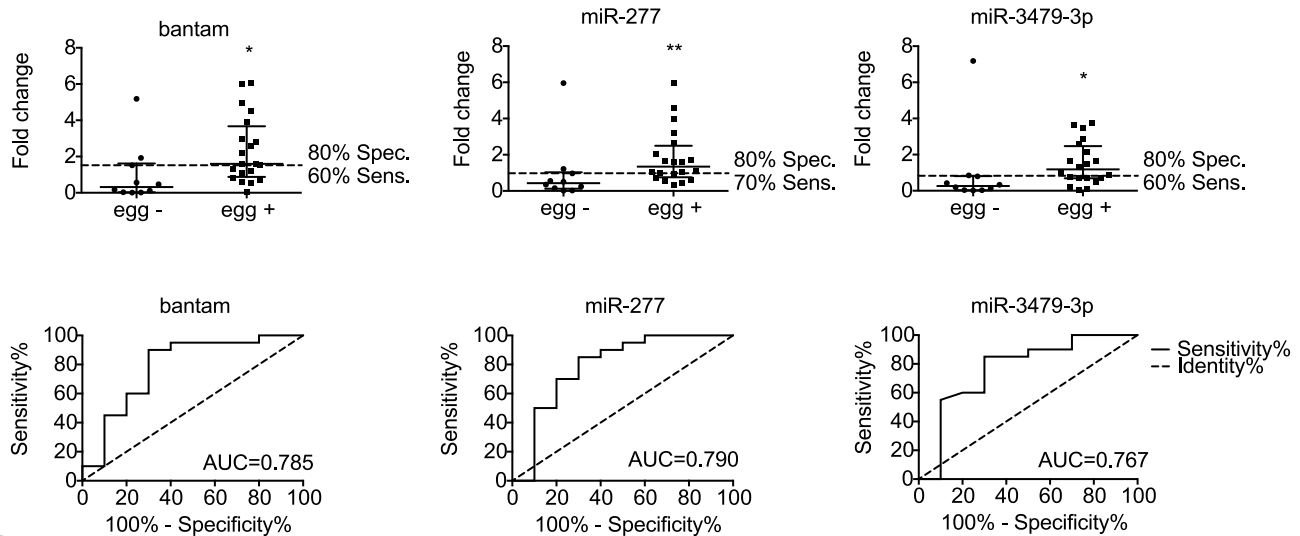 bantam
*
Fold change
8
6
4
2
0
80% Spec.
60% Sens.
egg -
egg +
miR-277
**
Fold change
8
6
4
2
0
80% Spec.
70% Sens.
egg -
egg +
miR-3479-3p
*
Fold change
8
6
4
2
0
80% Spec.
60% Sens.
egg -
egg +
bantam
Sensitivity%
100
80
60
40
20
0
AUC=0.785
0 20 40 60 80 100
100% - Specificity%
miR-277
Sensitivity%
100
80
60
40
20
0
AUC=0.790
0 20 40 60 80 100
100% - Specificity%
miR-3479-3p
Sensitivity%
100
80
60
40
20
0
AUC=0.767
0 20 40 60 80 100
100% - Specificity%
Sensitivity%
Identity%